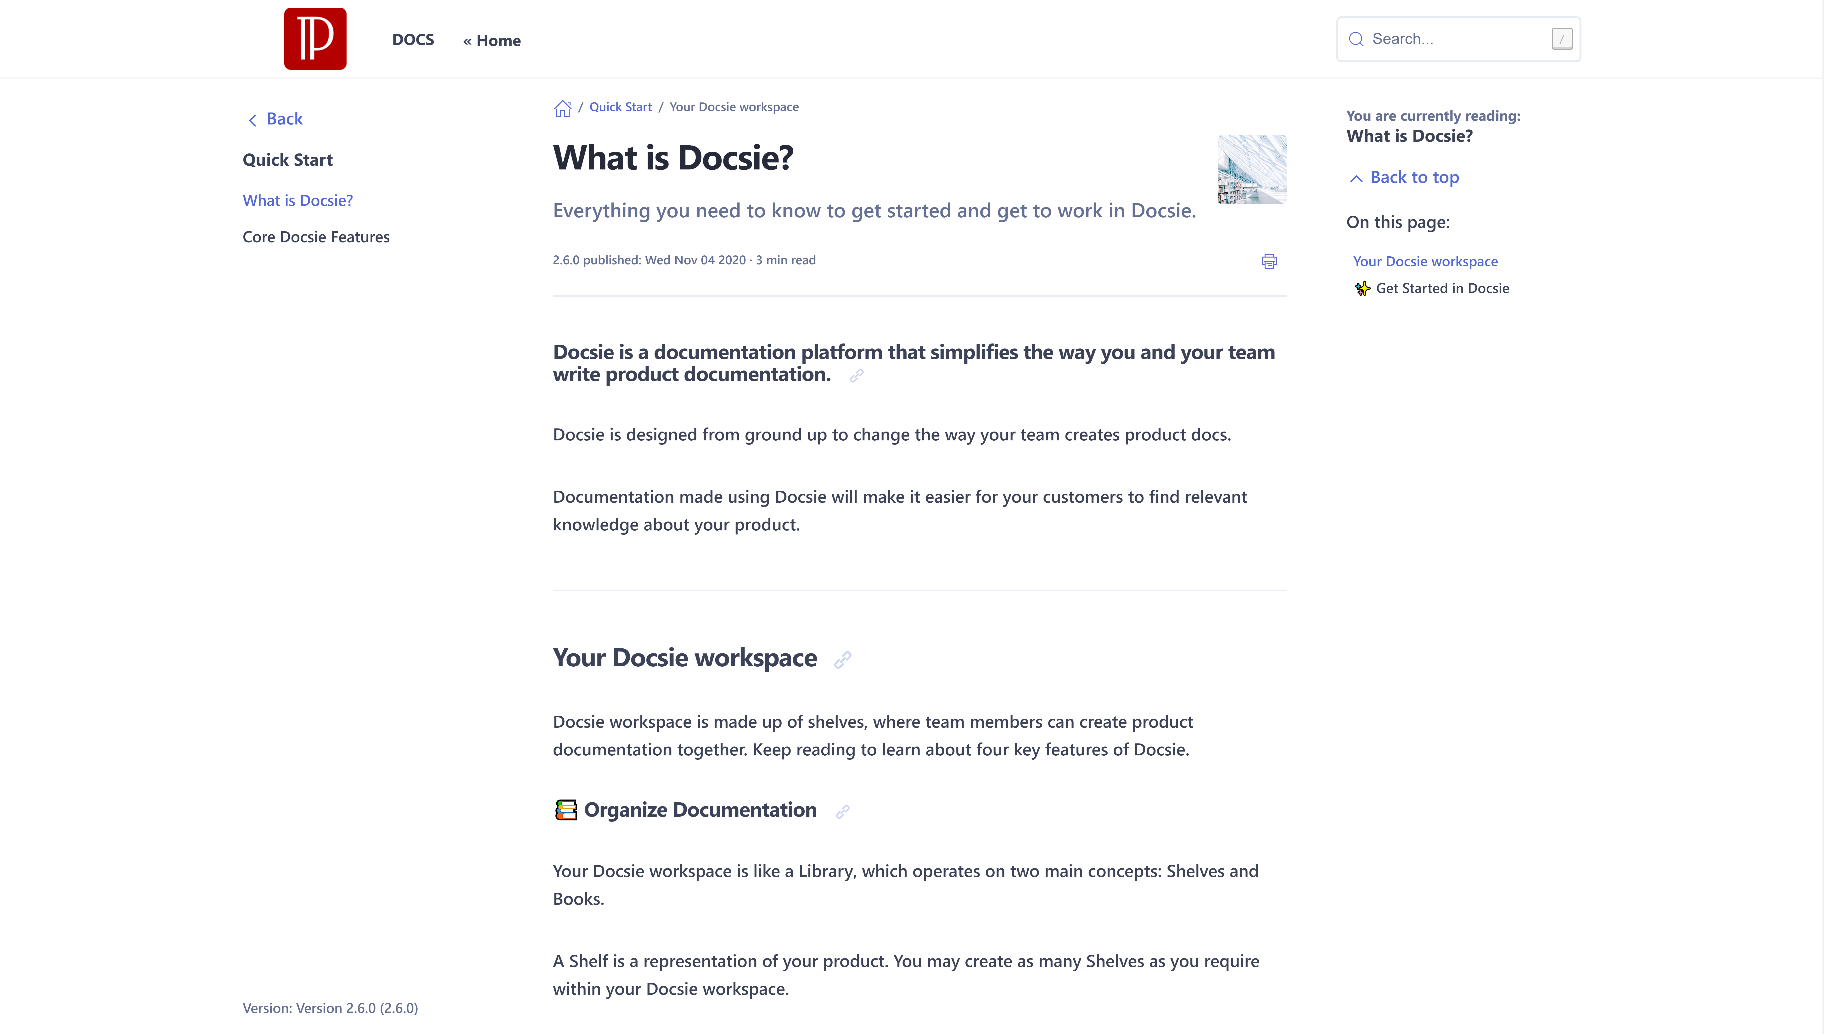 DOCS
« Home
Search...
/
Back
Quick Start
What is Docsie?
Core Docsie Features
Version: Version 2.6.0 (2.6.0)
/ Quick Start / Your Docsie workspace
What is Docsie?
Everything you need to know to get started and get to work in Docsie.
2.6.0 published: Wed Nov 04 2020 · 3 min read
Docsie is a documentation platform that simplifies the way you and your team
write product documentation.
Docsie is designed from ground up to change the way your team creates product docs.
Documentation made using Docsie will make it easier for your customers to find relevant
knowledge about your product.
Your Docsie workspace
Docsie workspace is made up of shelves, where team members can create product
documentation together. Keep reading to learn about four key features of Docsie.
📚 Organize Documentation
Your Docsie workspace is like a Library, which operates on two main concepts: Shelves and
Books.
A Shelf is a representation of your product. You may create as many Shelves as you require
within your Docsie workspace.
You are currently reading:
What is Docsie?
Back to top
On this page:
Your Docsie workspace
✨ Get Started in Docsie